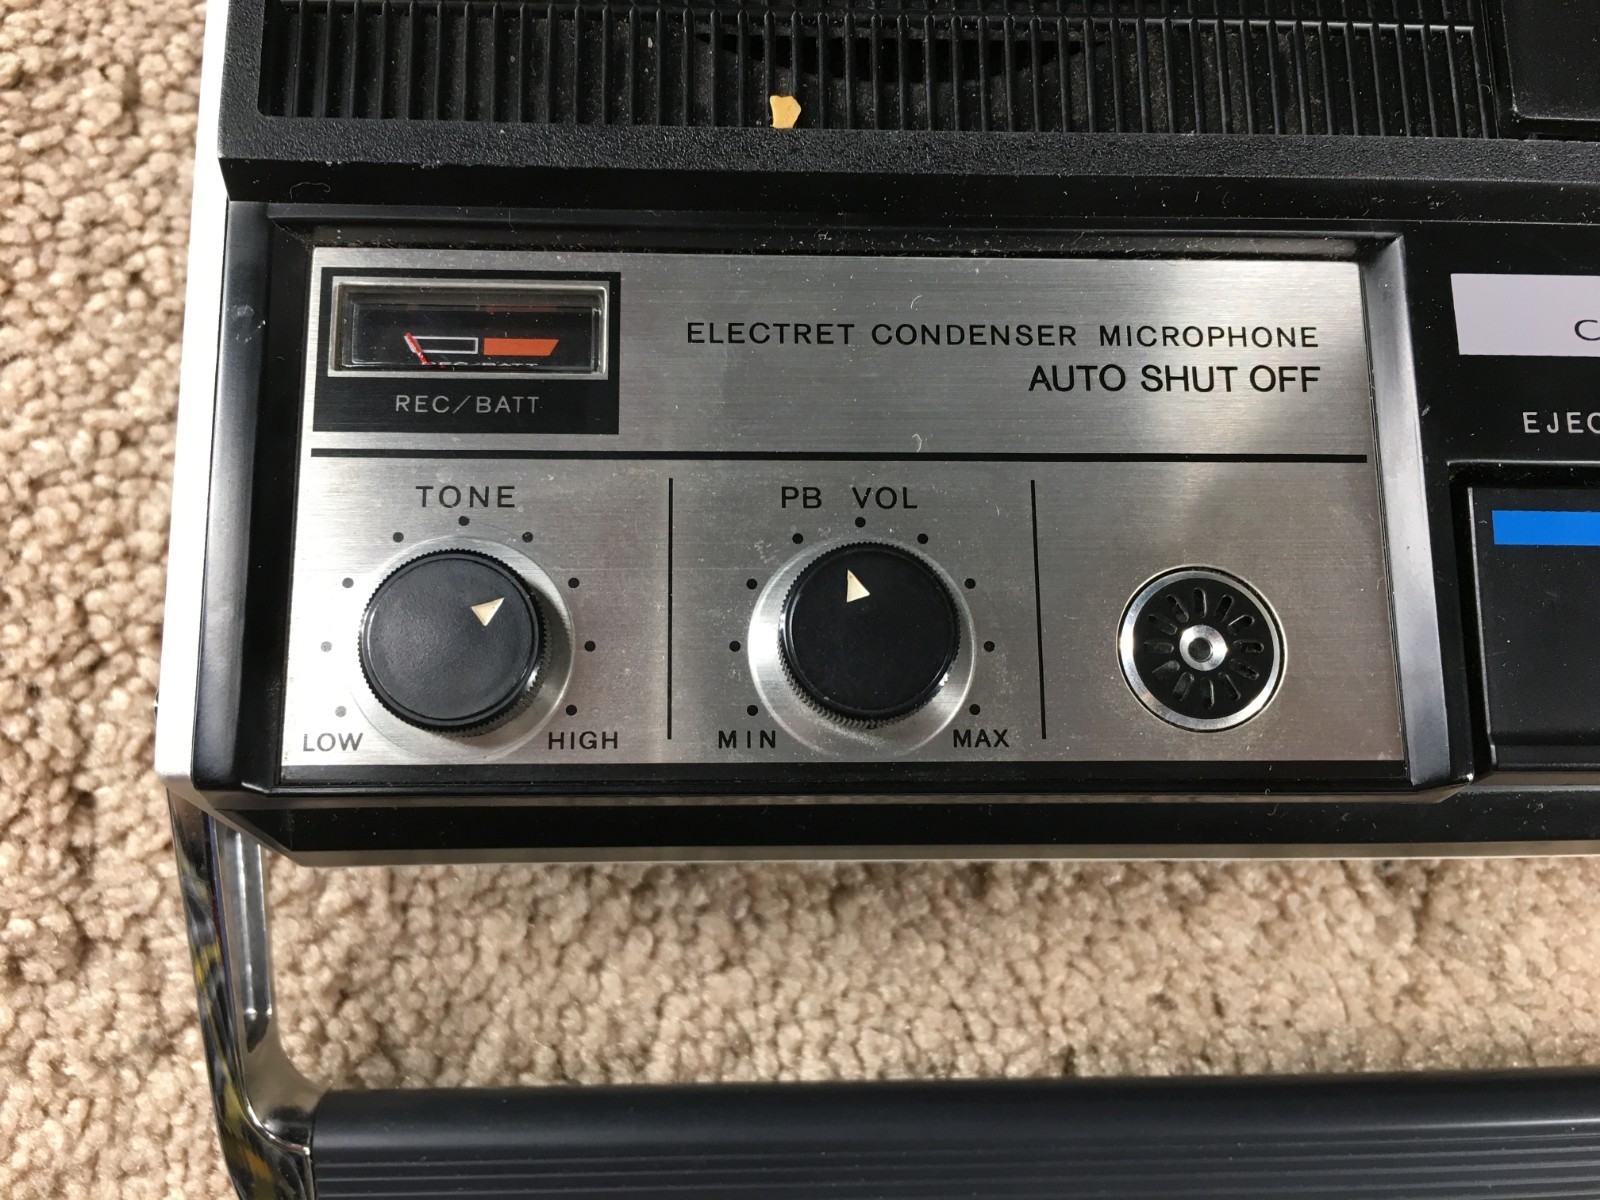 REC/BATT
ELECTRET CONDENSER MICROPHONE
AUTO SHUT OFF
TONE
LOW
HIGH
PB VOL
MIN
MAX
C
EJEC